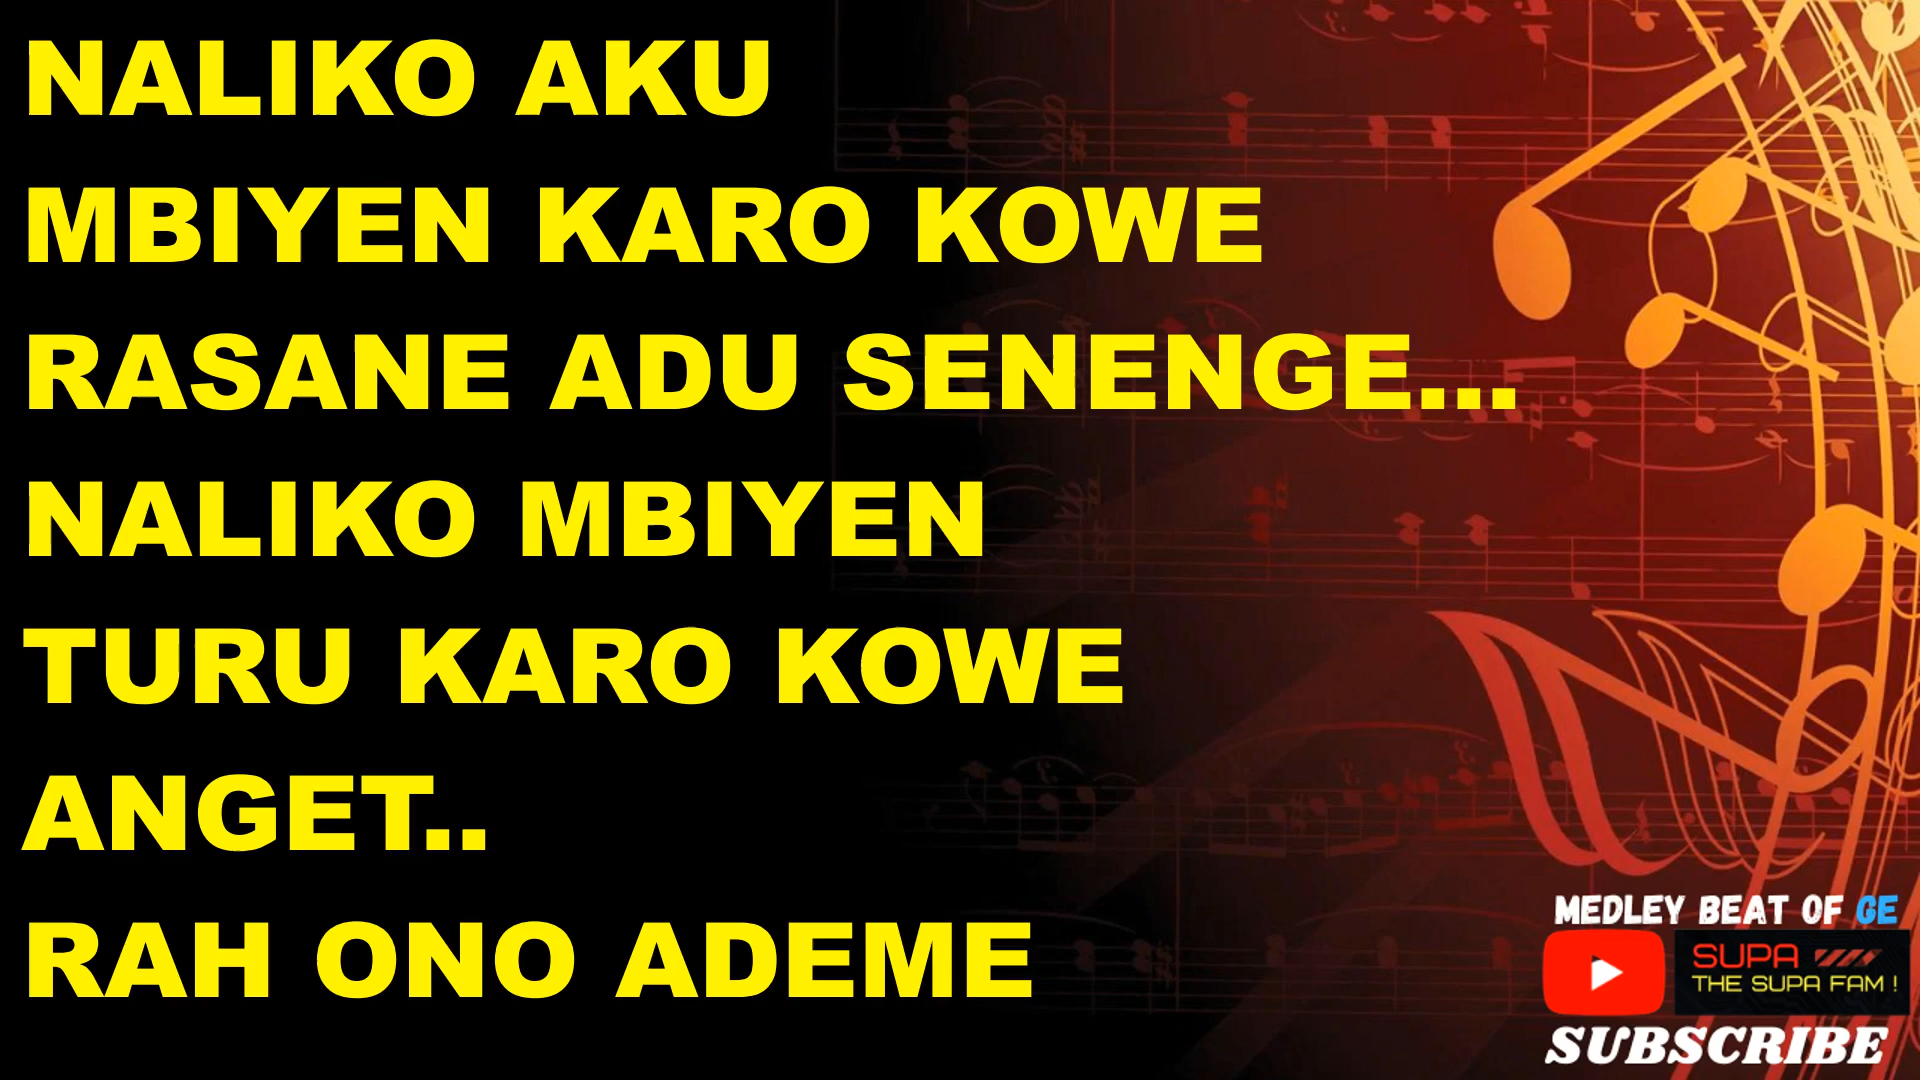 NALIKO AKU
MBIYEN KARO KOWE
RASANE ADU SENENGE...
NALIKO MBIYEN
TURU KARO KOWE
ANGET..
RAH ONO ADEME
MEDLEY BEAT OF GE
SUPA
THE SUPA FAM !
SUBSCRIBE